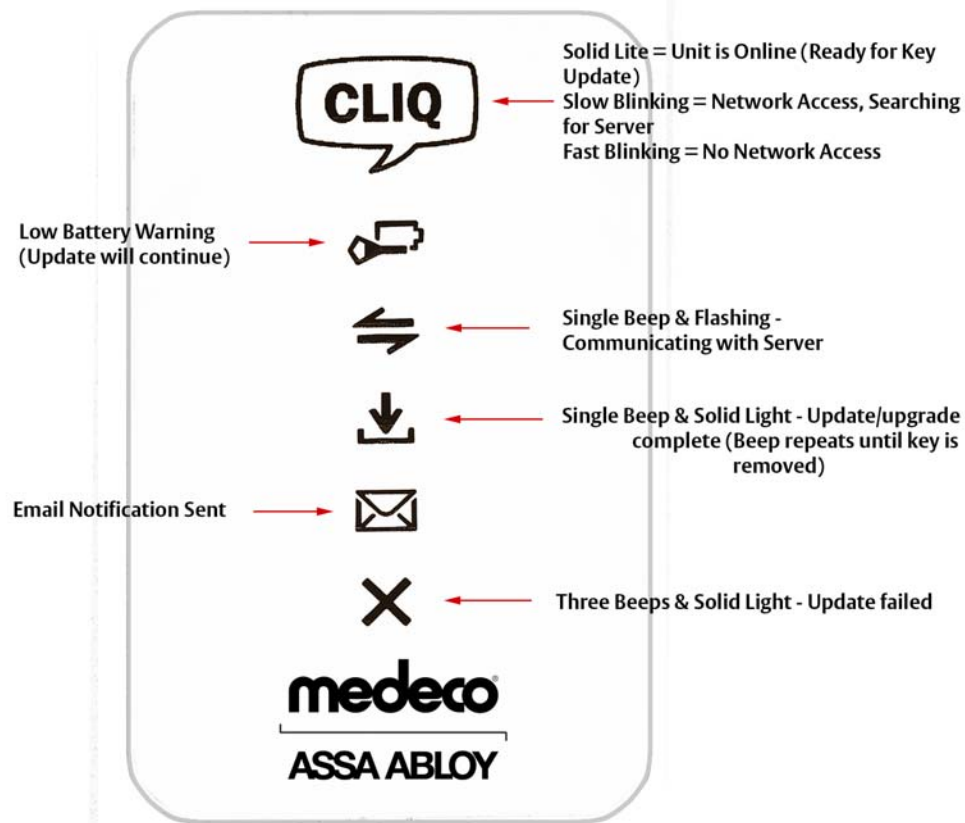 CLIQ
Solid Lite = Unit is Online (Ready for Key
Update)
Slow Blinking = Network Access, Searching
for Server
Fast Blinking = No Network Access
Low Battery Warning
(Update will continue)
Single Beep & Flashing -
Communicating with Server
Single Beep & Solid Light - Update/upgrade
complete (Beep repeats until key is
removed)
Email Notification Sent
Three Beeps & Solid Light - Update failed
medeco®
ASSA ABLOY